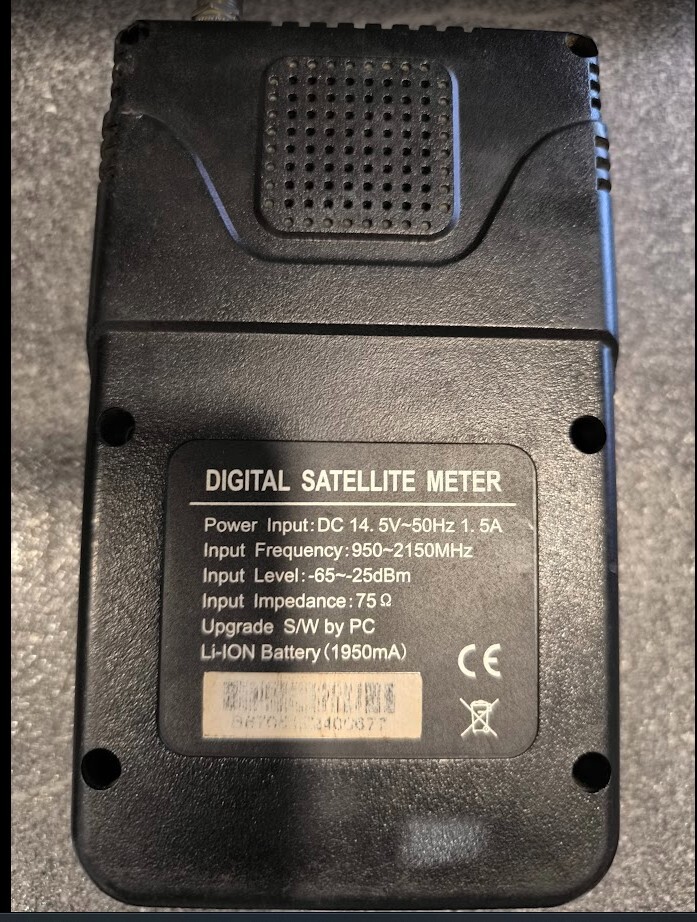 DIGITAL SATELLITE METER
Power Input:DC 14.5V~50Hz 1.5A
Input Frequency:950~2150MHz
Input Level:-65~-25dBm
Input Impedance:75Ω
Upgrade S/W by PC
Li-ION Battery(1950mA)
CE